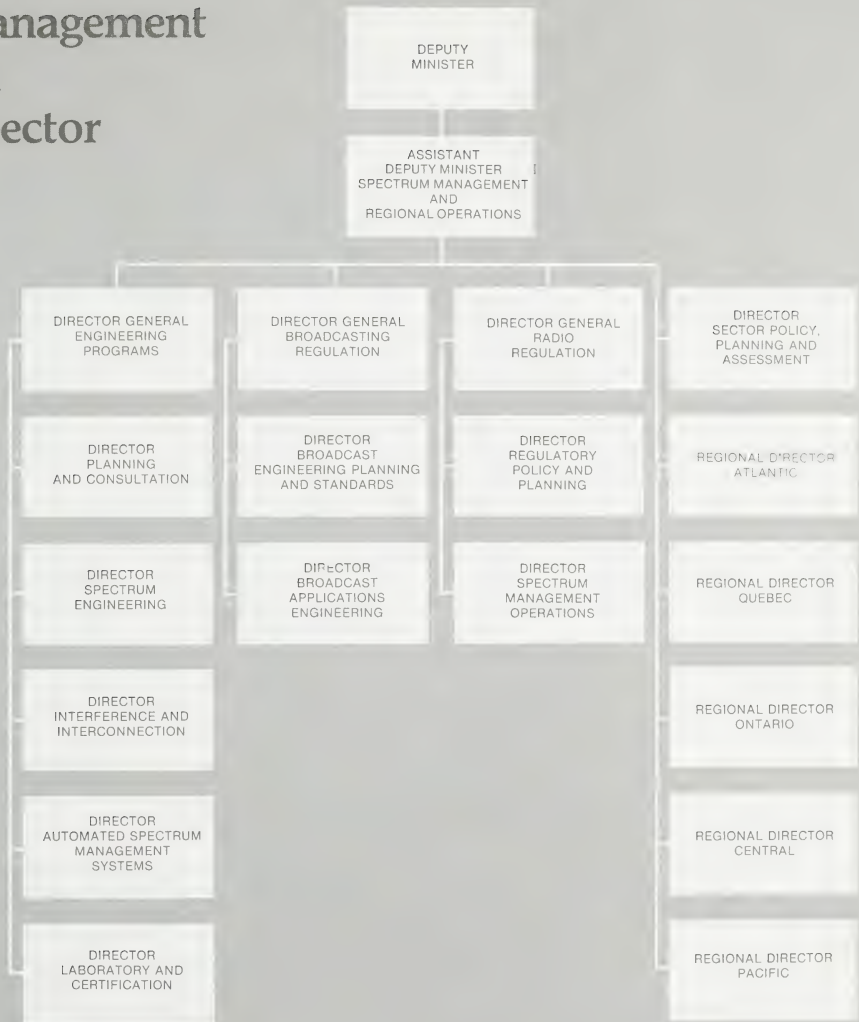 anagement
ector
DEPUTY
MINISTER
ASSISTANT
DEPUTY MINISTER
SPECTRUM MANAGEMENT
AND
REGIONAL OPERATIONS
DIRECTOR GENERAL
ENGINEERING
PROGRAMS
DIRECTOR GENERAL
BROADCASTING
REGULATION
DIRECTOR GENERAL
RADIO
REGULATION
DIRECTOR
SECTOR POLICY,
PLANNING AND
ASSESSMENT
DIRECTOR
PLANNING
AND CONSULTATION
DIRECTOR
BROADCAST
ENGINEERING PLANNING
AND STANDARDS
DIRECTOR
REGULATORY
POLICY AND
PLANNING
REGIONAL DIRECTOR
ATLANTIC
DIRECTOR
SPECTRUM
ENGINEERING
DIRECTOR
BROADCAST
APPLICATIONS
ENGINEERING
DIRECTOR
SPECTRUM
MANAGEMENT
OPERATIONS
REGIONAL DIRECTOR
QUEBEC
DIRECTOR
INTERFERENCE AND
INTERCONNECTION
REGIONAL DIRECTOR
ONTARIO
DIRECTOR
AUTOMATED SPECTRUM
MANAGEMENT
SYSTEMS
REGIONAL DIRECTOR
CENTRAL
DIRECTOR
LABORATORY AND
CERTIFICATION
REGIONAL DIRECTOR
PACIFIC